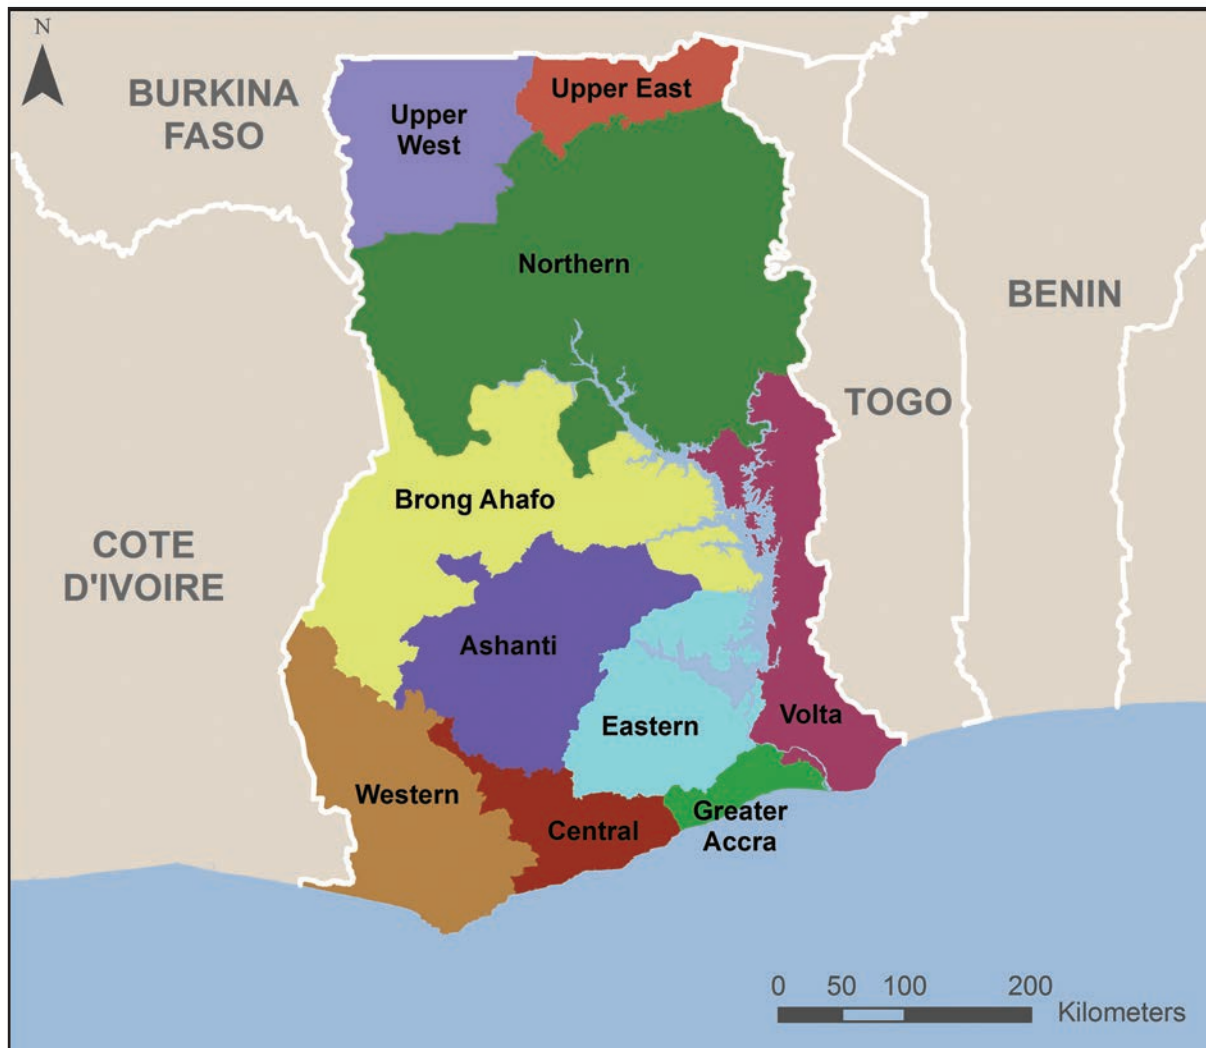 N
BURKINA
FASO
Upper
West
Upper East
Northern
BENIN
TOGO
Brong Ahafo
COTE
D'IVOIRE
Ashanti
Eastern
Volta
Western
Central
Greater
Accra
0 50 100 200
Kilometers